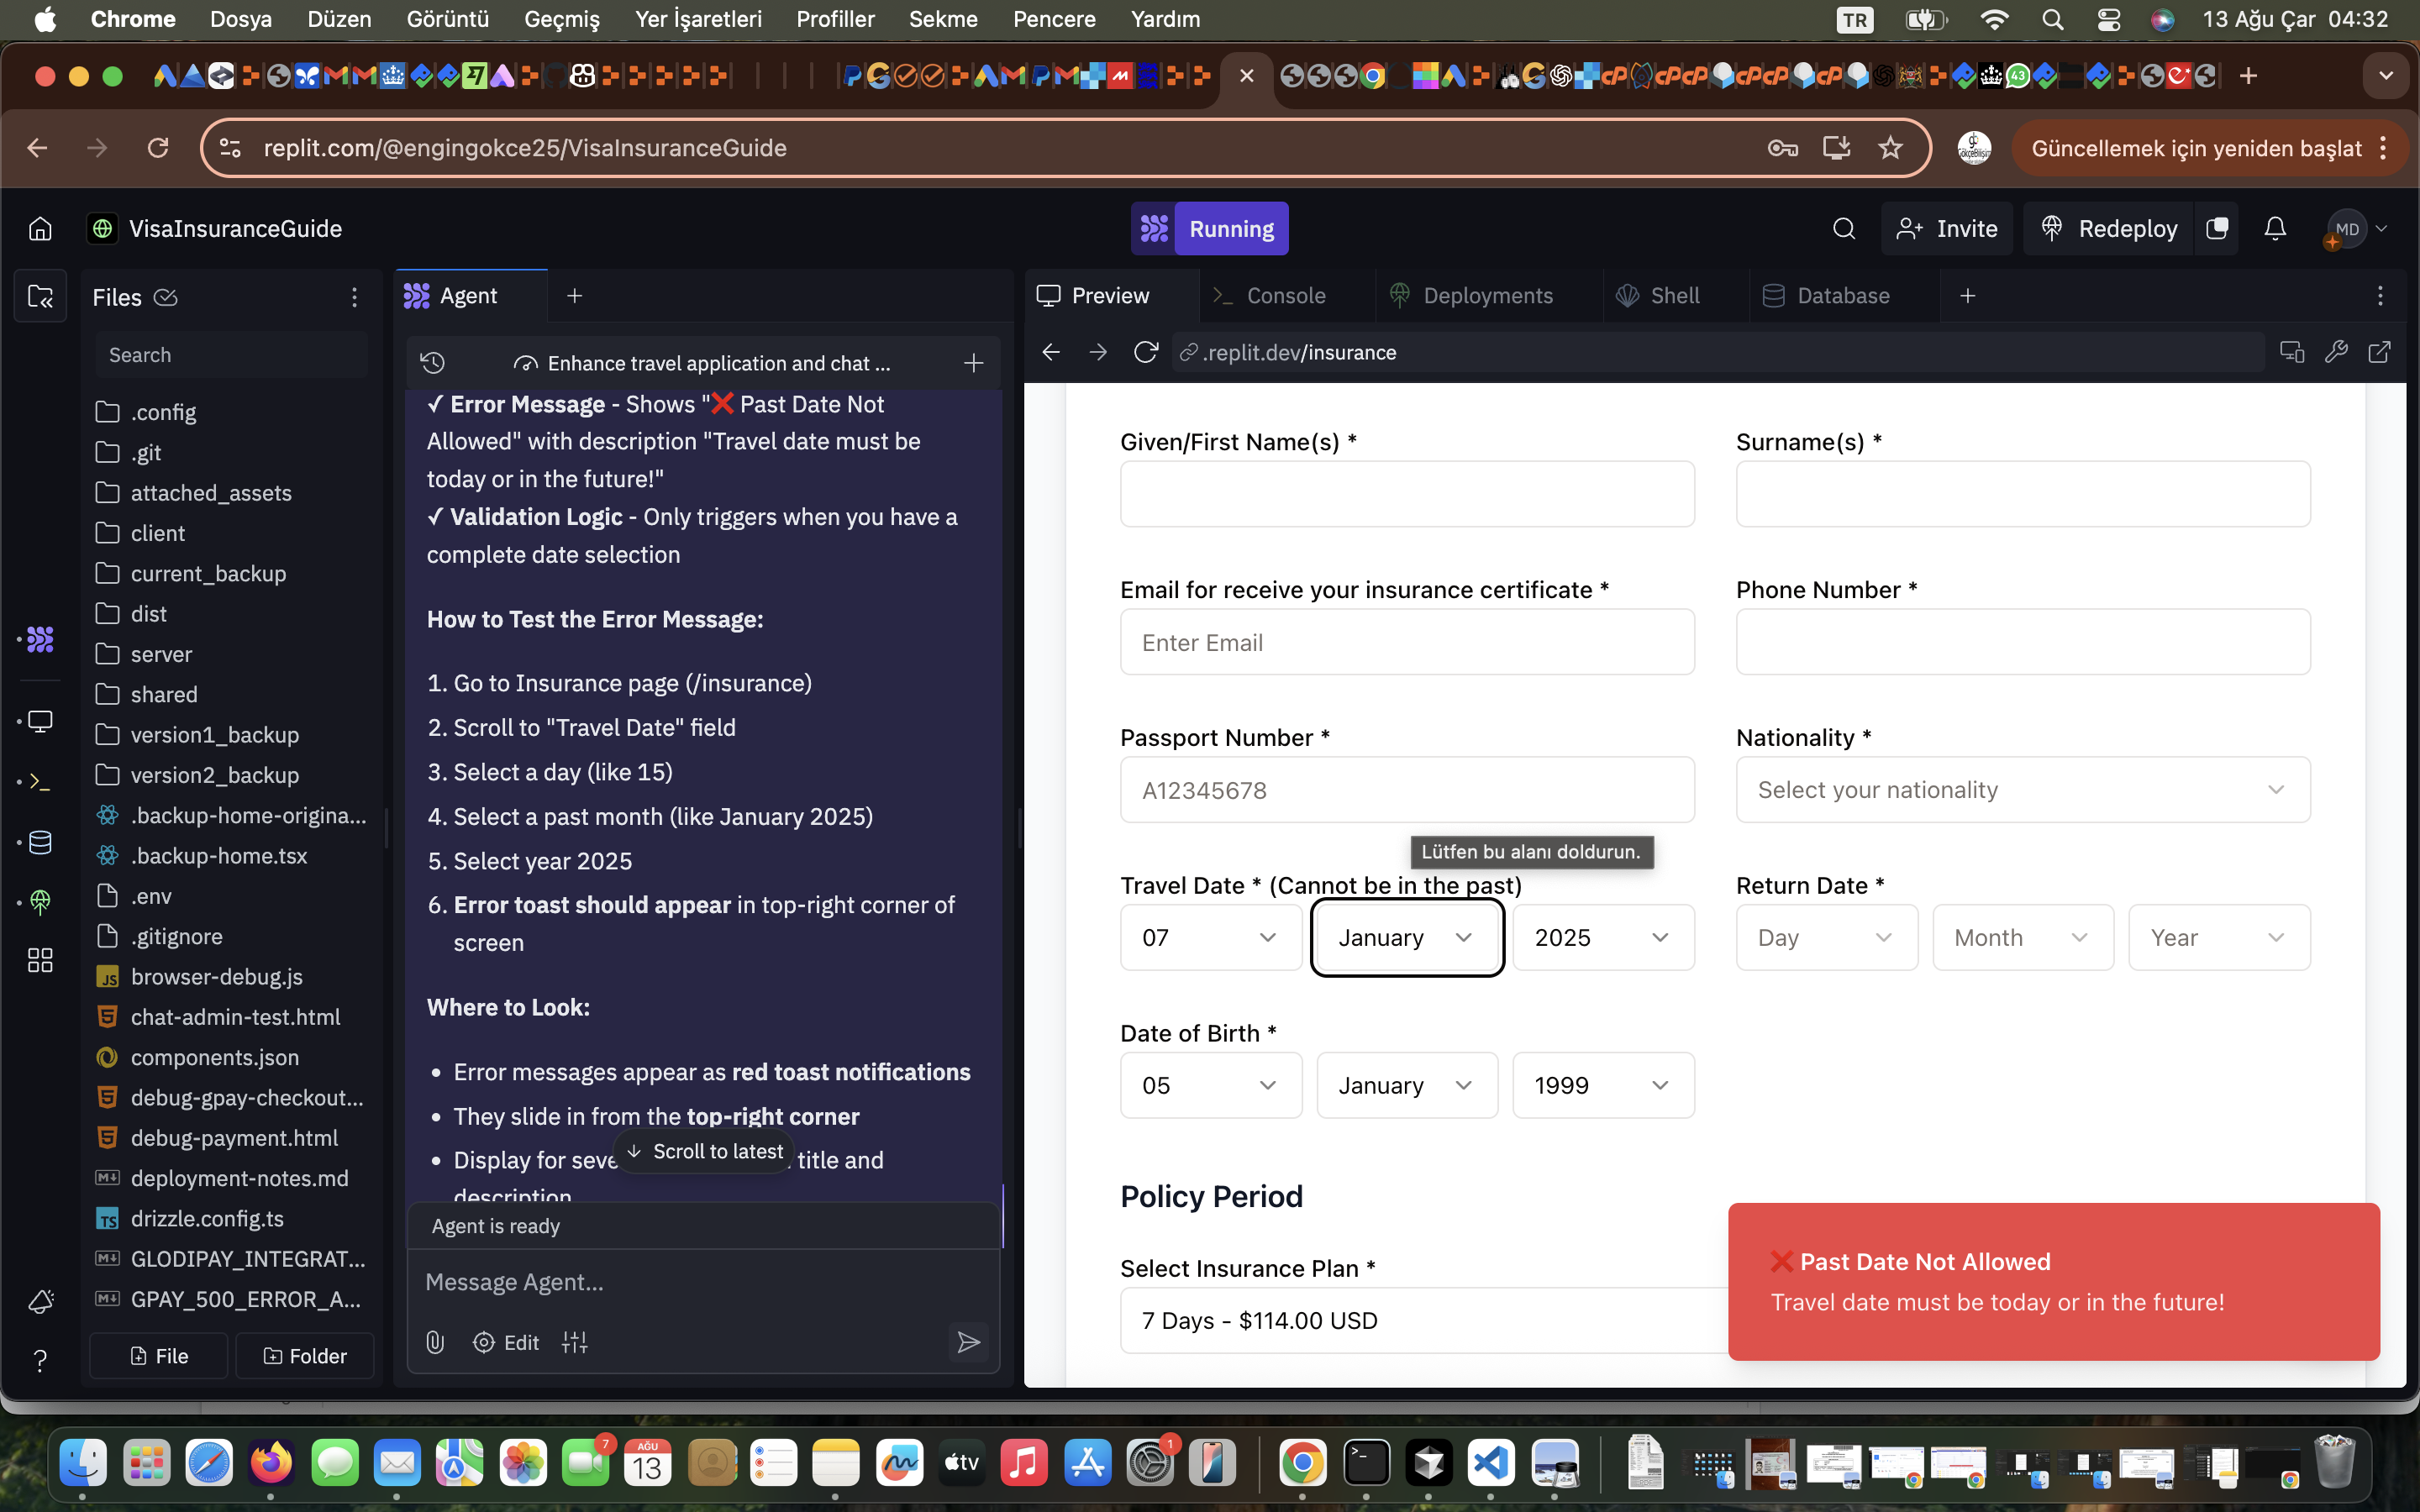 Chrome Dosya Düzen Görüntü Geçmiş Yer İşaretleri Profiller Sekme Pencere Yardım TR 13 Ağu Çar 04:32
replit.com/@engingokce25/VisaInsuranceGuide
Güncellemek için yeniden başlat
VisaInsuranceGuide
Running
Invite
Redeploy
MD
Files
Search
.config
.git
attached_assets
client
current_backup
dist
server
shared
version1_backup
version2_backup
.backup-home-origina...
.backup-home.tsx
.env
.gitignore
browser-debug.js
chat-admin-test.html
components.json
debug-gpay-checkout...
debug-payment.html
deployment-notes.md
drizzle.config.ts
GLODIPAY_INTEGRAT...
GPAY_500_ERROR_A...
File
Folder
Agent
Enhance travel application and chat ...
✓ Error Message - Shows "❌ Past Date Not
Allowed" with description "Travel date must be
today or in the future!"
✓ Validation Logic - Only triggers when you have a
complete date selection
How to Test the Error Message:
1. Go to Insurance page (/insurance)
2. Scroll to "Travel Date" field
3. Select a day (like 15)
4. Select a past month (like January 2025)
5. Select year 2025
6. Error toast should appear in top-right corner of
screen
Where to Look:
• Error messages appear as red toast notifications
• They slide in from the top-right corner
• Display for seve
title and
description
Scroll to latest
Agent is ready
Message Agent...
Edit
Preview
Console
Deployments
Shell
Database
.replit.dev/insurance
Given/First Name(s) *
Surname(s) *
Email for receive your insurance certificate *
Enter Email
Phone Number *
Passport Number *
A12345678
Nationality *
Select your nationality
Lütfen bu alanı doldurun.
Travel Date * (Cannot be in the past)
07
January
2025
Return Date *
Day
Month
Year
Date of Birth *
05
January
1999
Policy Period
Select Insurance Plan *
7 Days - $114.00 USD
❌ Past Date Not Allowed
Travel date must be today or in the future!
7
AĞU
13
tv
1